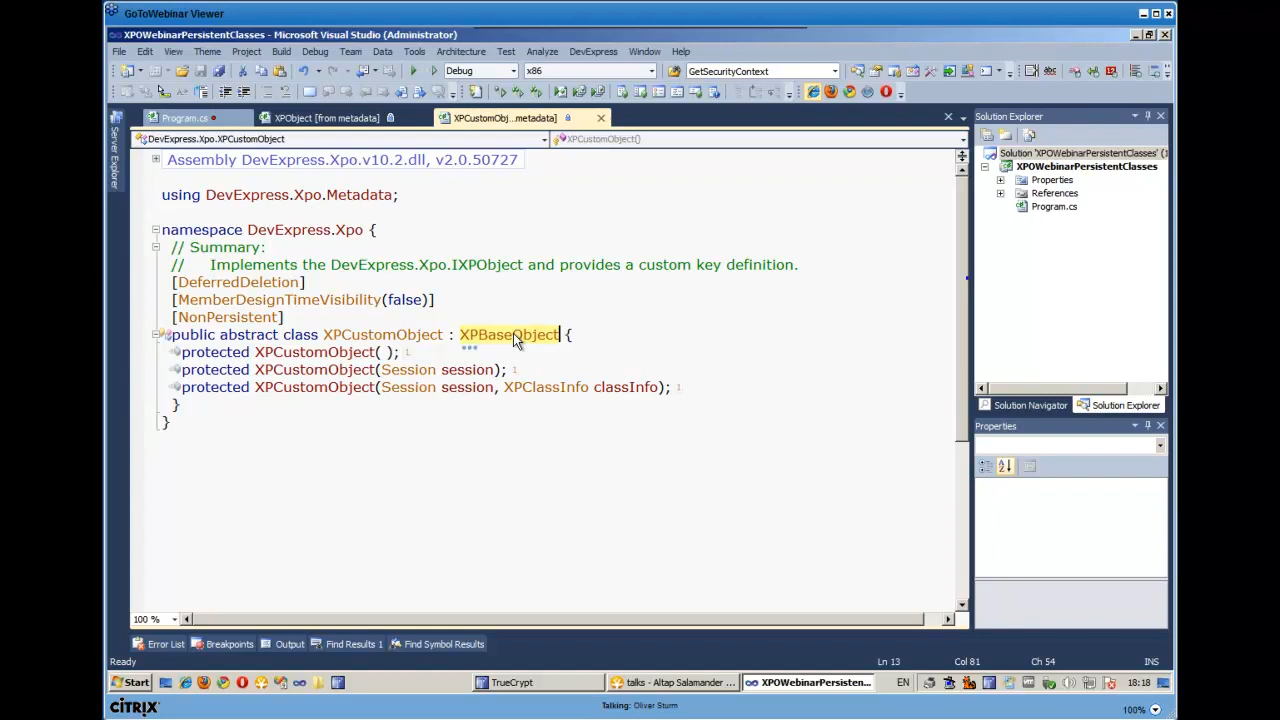 GoToWebinar Viewer
XPOWebinarPersistentClasses - Microsoft Visual Studio (Administrator)
File Edit View Theme Project Build Debug Team Data Tools Architecture Test Analyze DevExpress Window Help
Debug x86 GetSecurityContext
Server Explorer
Program.cs XPObject [from metadata] XPCustomObj...metadata]
DevExpress.Xpo.XPCustomObject XPCustomObject()
Assembly DevExpress.Xpo.v10.2.dll, v2.0.50727
using DevExpress.Xpo.Metadata;
namespace DevExpress.Xpo {
// Summary:
// Implements the DevExpress.Xpo.IXPObject and provides a custom key definition.
[DeferredDeletion]
[MemberDesignTimeVisibility(false)]
[NonPersistent]
public abstract class XPCustomObject : XPBaseObject {
protected XPCustomObject( ); 1
protected XPCustomObject(Session session); 1
protected XPCustomObject(Session session, XPClassInfo classInfo); 1
}
}
100 %
Solution Explorer
Solution 'XPOWebinarPersistentClasses' (1
XPOWebinarPersistentClasses
Properties
References
Program.cs
Solution Navigator Solution Explorer
Properties
Error List Breakpoints Output Find Results 1 Find Symbol Results
Ready Ln 13 Col 81 Ch 54 INS
Start TrueCrypt talks - Altap Salamander ... XPOWebinarPersisten... EN 18:18
CITRIX Talking: Oliver Sturm 100%